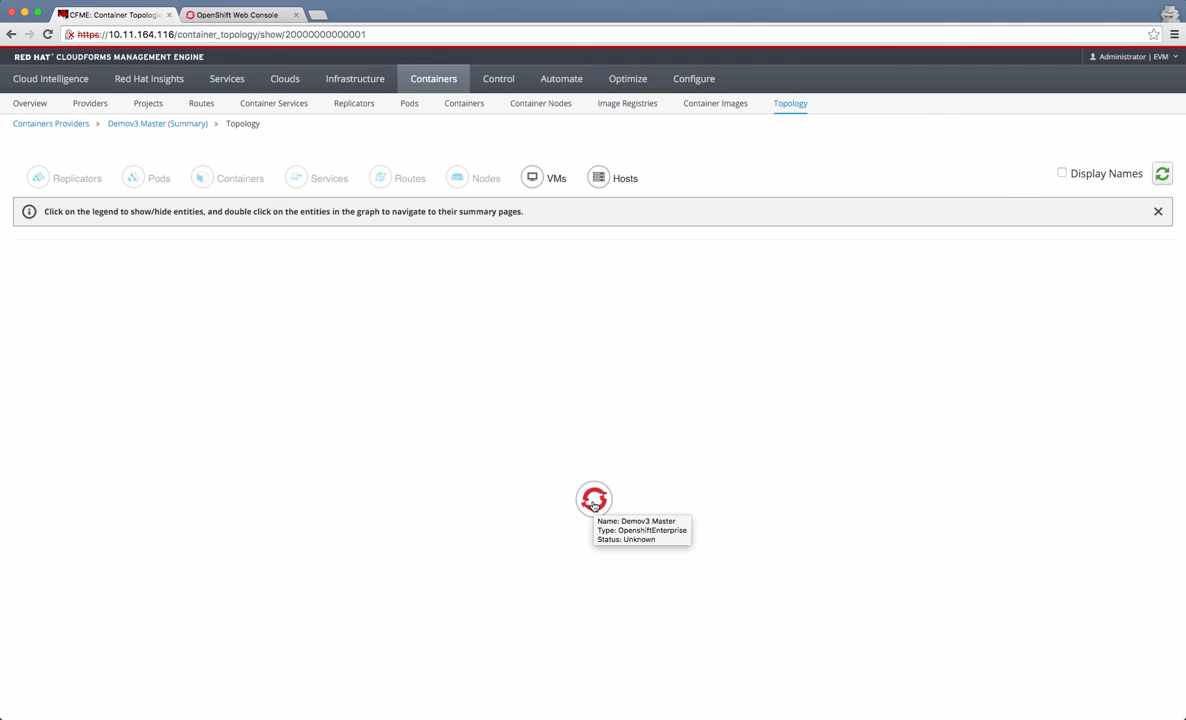 CFME: Container Topologie
OpenShift Web Console
https://10.11.164.116/container_topology/show/20000000000001
RED HAT® CLOUDFORMS MANAGEMENT ENGINE
Administrator | EVM
Cloud Intelligence Red Hat Insights Services Clouds Infrastructure Containers Control Automate Optimize Configure
Overview Providers Projects Routes Container Services Replicators Pods Containers Container Nodes Image Registries Container Images Topology
Containers Providers » Demov3 Master (Summary) » Topology
Replicators Pods Containers Services Routes Nodes VMs Hosts
Display Names
Click on the legend to show/hide entities, and double click on the entities in the graph to navigate to their summary pages.
Name: Demov3 Master
Type: OpenshiftEnterprise
Status: Unknown